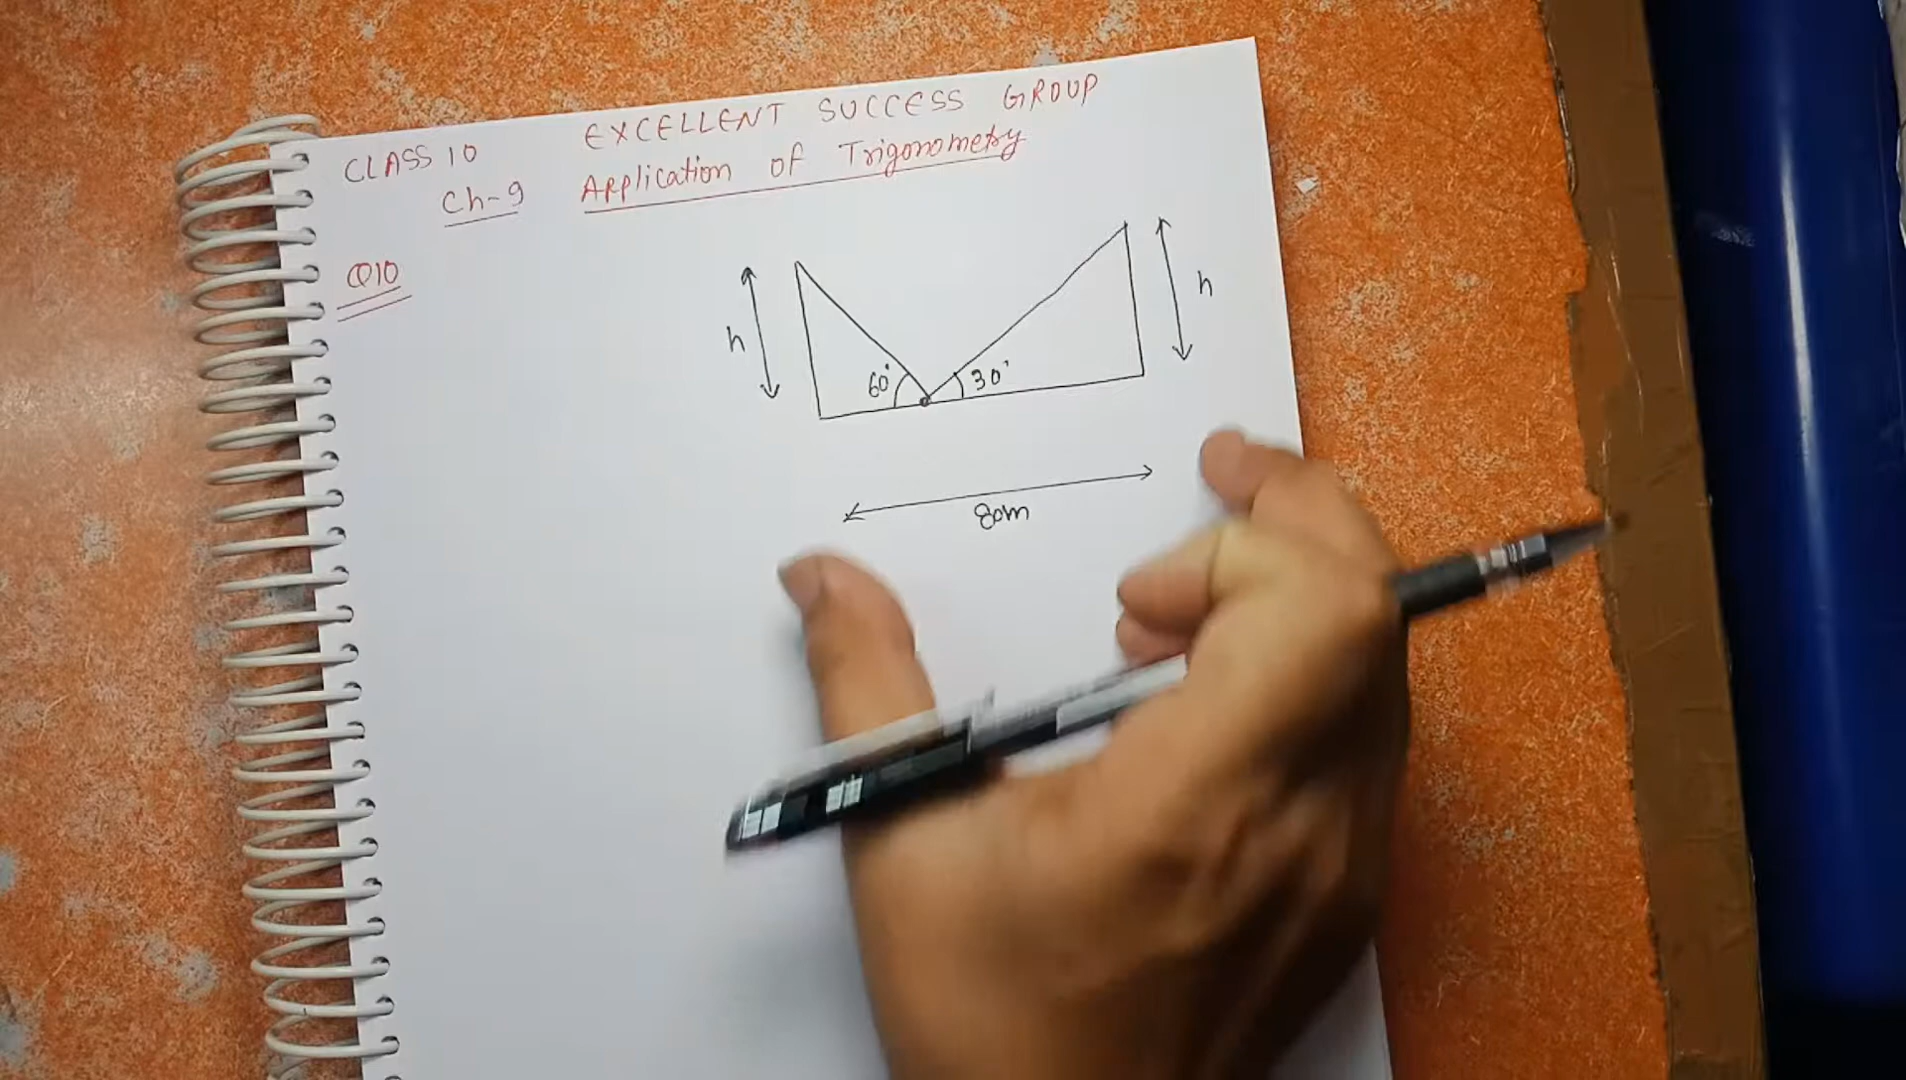 EXCELLENT SUCCESS GROUP
CLASS 10
Ch-9 Application of Trigonometry
Q10
h
h
60°
30°
80m